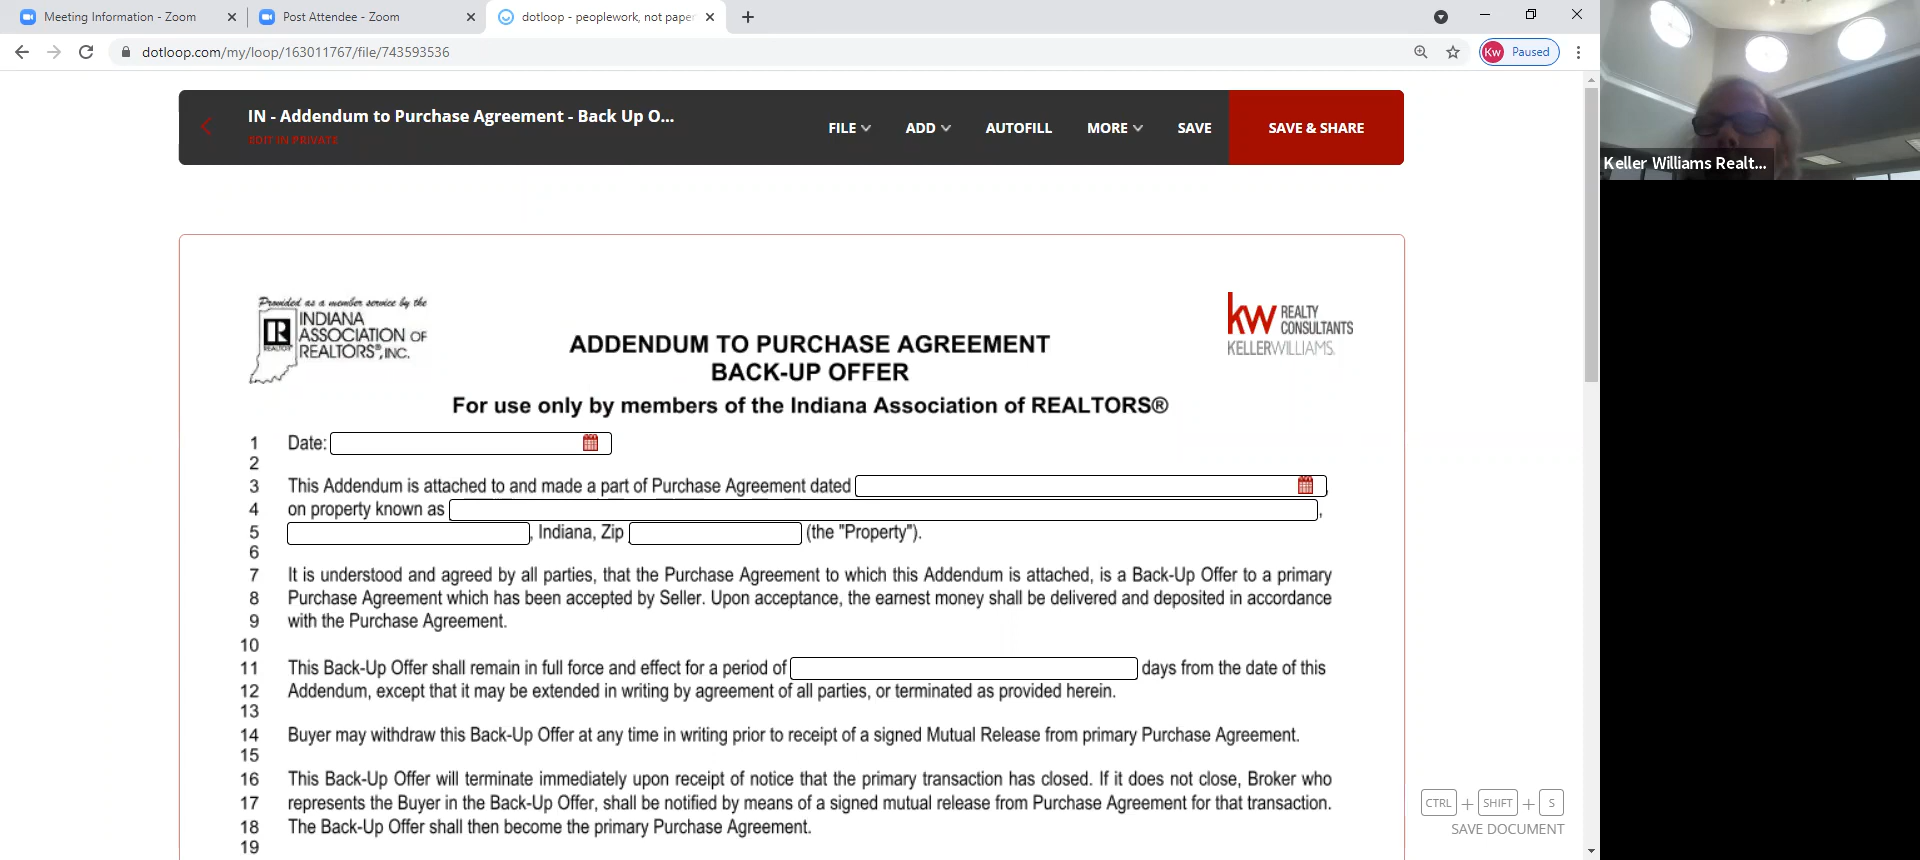 Meeting Information - Zoom
Post Attendee - Zoom
dotloop - peoplework, not paper
dotloop.com/my/loop/163011767/file/743593536
Kw Paused
IN - Addendum to Purchase Agreement - Back Up O...
EDIT IN PRIVATE
FILE ADD AUTOFILL MORE SAVE SAVE & SHARE
Keller Williams Realt...
Provided as a member service by the
INDIANA
ASSOCIATION OF
REALTORS®, INC.
R
REALTOR®
kw REALTY
CONSULTANTS
KELLERWILLIAMS.
ADDENDUM TO PURCHASE AGREEMENT
BACK-UP OFFER
For use only by members of the Indiana Association of REALTORS®
1 Date:
2
3 This Addendum is attached to and made a part of Purchase Agreement dated ,
4 on property known as ,
5 , Indiana, Zip (the "Property").
6
7 It is understood and agreed by all parties, that the Purchase Agreement to which this Addendum is attached, is a Back-Up Offer to a primary
8 Purchase Agreement which has been accepted by Seller. Upon acceptance, the earnest money shall be delivered and deposited in accordance
9 with the Purchase Agreement.
10
11 This Back-Up Offer shall remain in full force and effect for a period of days from the date of this
12 Addendum, except that it may be extended in writing by agreement of all parties, or terminated as provided herein.
13
14 Buyer may withdraw this Back-Up Offer at any time in writing prior to receipt of a signed Mutual Release from primary Purchase Agreement.
15
16 This Back-Up Offer will terminate immediately upon receipt of notice that the primary transaction has closed. If it does not close, Broker who
17 represents the Buyer in the Back-Up Offer, shall be notified by means of a signed mutual release from Purchase Agreement for that transaction.
18 The Back-Up Offer shall then become the primary Purchase Agreement.
19
CTRL + SHIFT + S
SAVE DOCUMENT